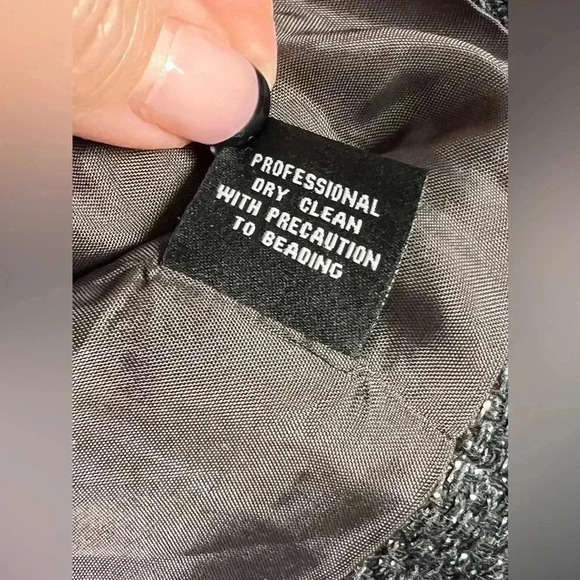 PROFESSIONAL
DRY CLEAN
WITH PRECAUTION
TO BEADING